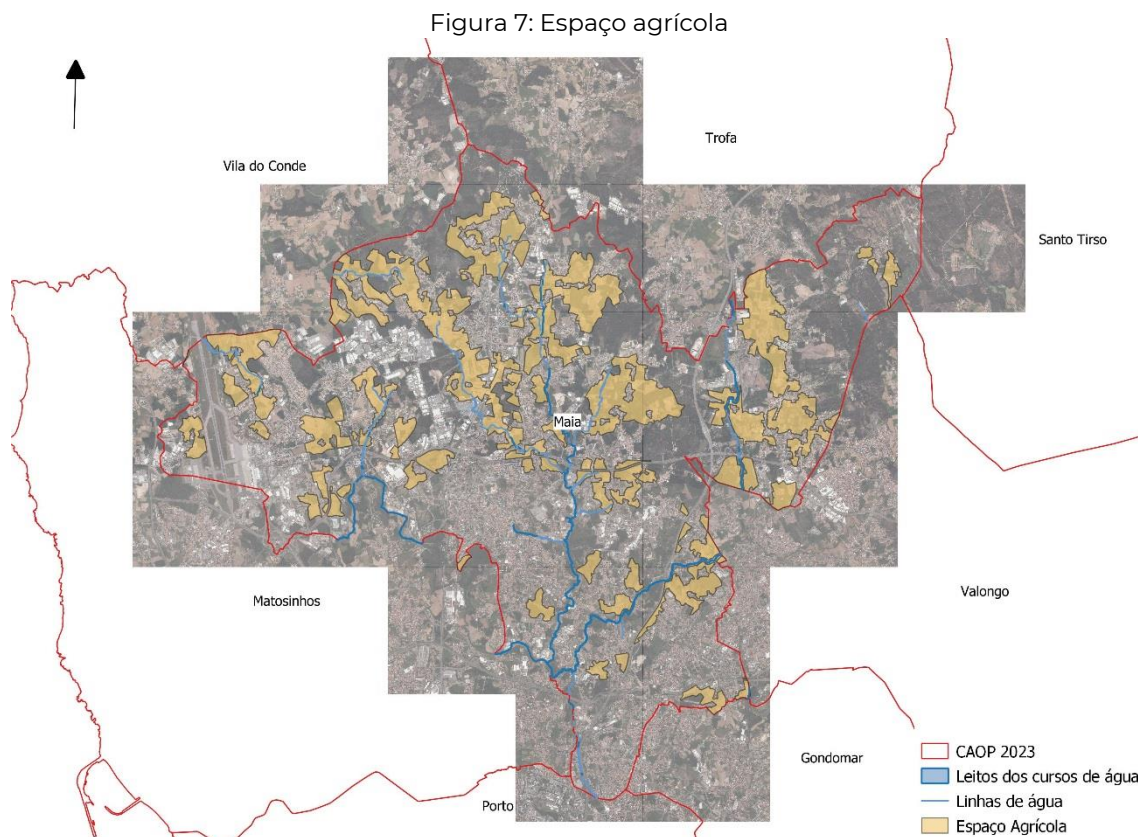 Figura 7: Espaço agrícola
Trofa
Vila do Conde
Santo Tirso
Maia
Matosinhos
Valongo
Gondomar
Porto
CAOP 2023
Leitos dos cursos de água
Linhas de água
Espaço Agrícola